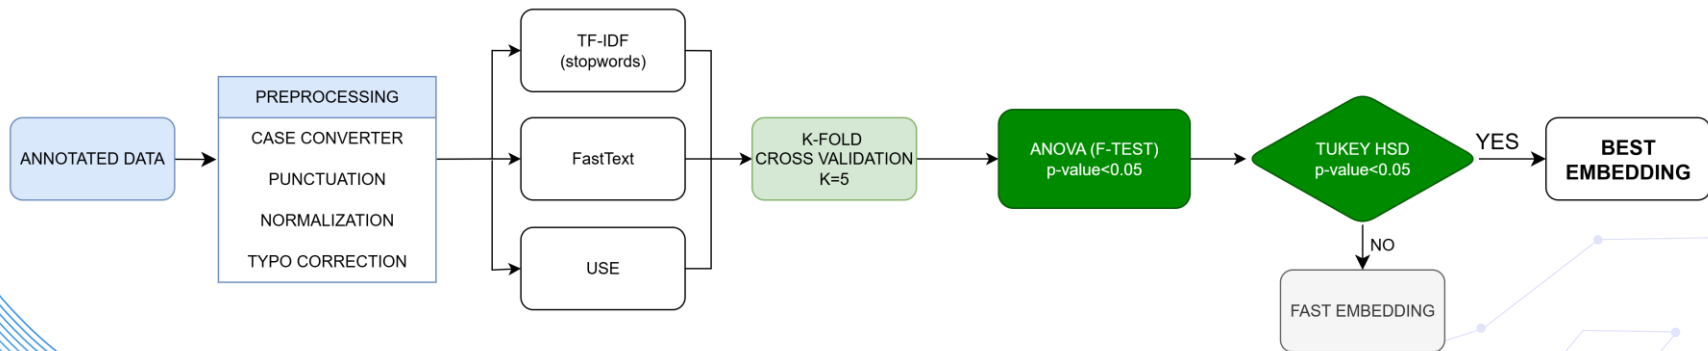 ANNOTATED DATA
PREPROCESSING
CASE CONVERTER
PUNCTUATION
NORMALIZATION
TYPO CORRECTION
TF-IDF
(stopwords)
FastText
USE
K-FOLD
CROSS VALIDATION
K=5
ANOVA (F-TEST)
p-value<0.05
TUKEY HSD
p-value<0.05
YES
BEST
EMBEDDING
NO
FAST EMBEDDING